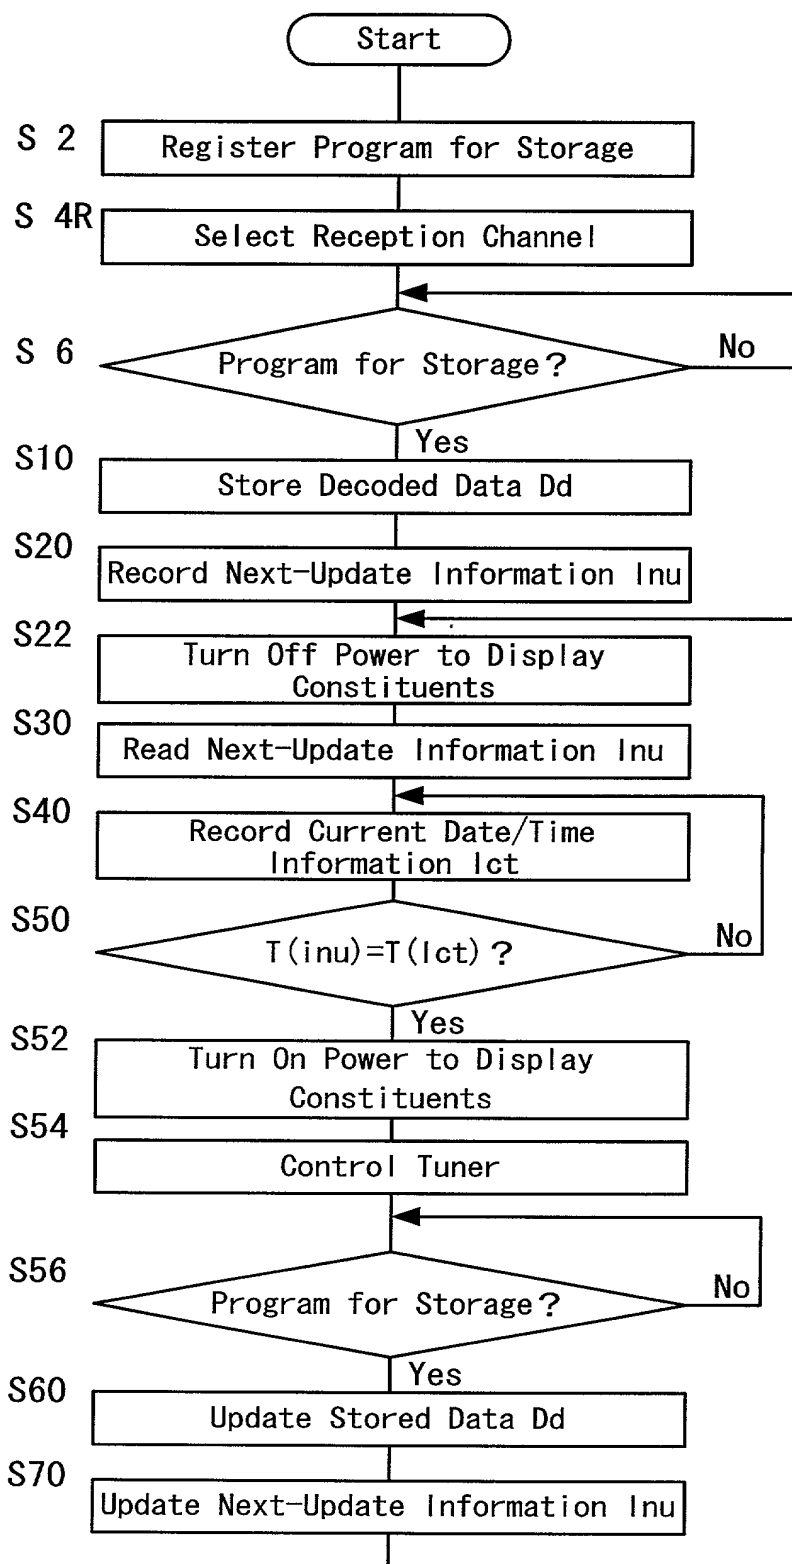 Start
S 2
Register Program for Storage
S 4R
Select Reception Channel
S 6
Program for Storage?
No
Yes
S10
Store Decoded Data Dd
S20
Record Next-Update Information Inu
S22
Turn Off Power to Display
Constituents
S30
Read Next-Update Information Inu
S40
Record Current Date/Time
Information Ict
S50
T(inu)=T(Ict)?
No
Yes
S52
Turn On Power to Display
Constituents
S54
Control Tuner
S56
Program for Storage?
No
Yes
S60
Update Stored Data Dd
S70
Update Next-Update Information Inu